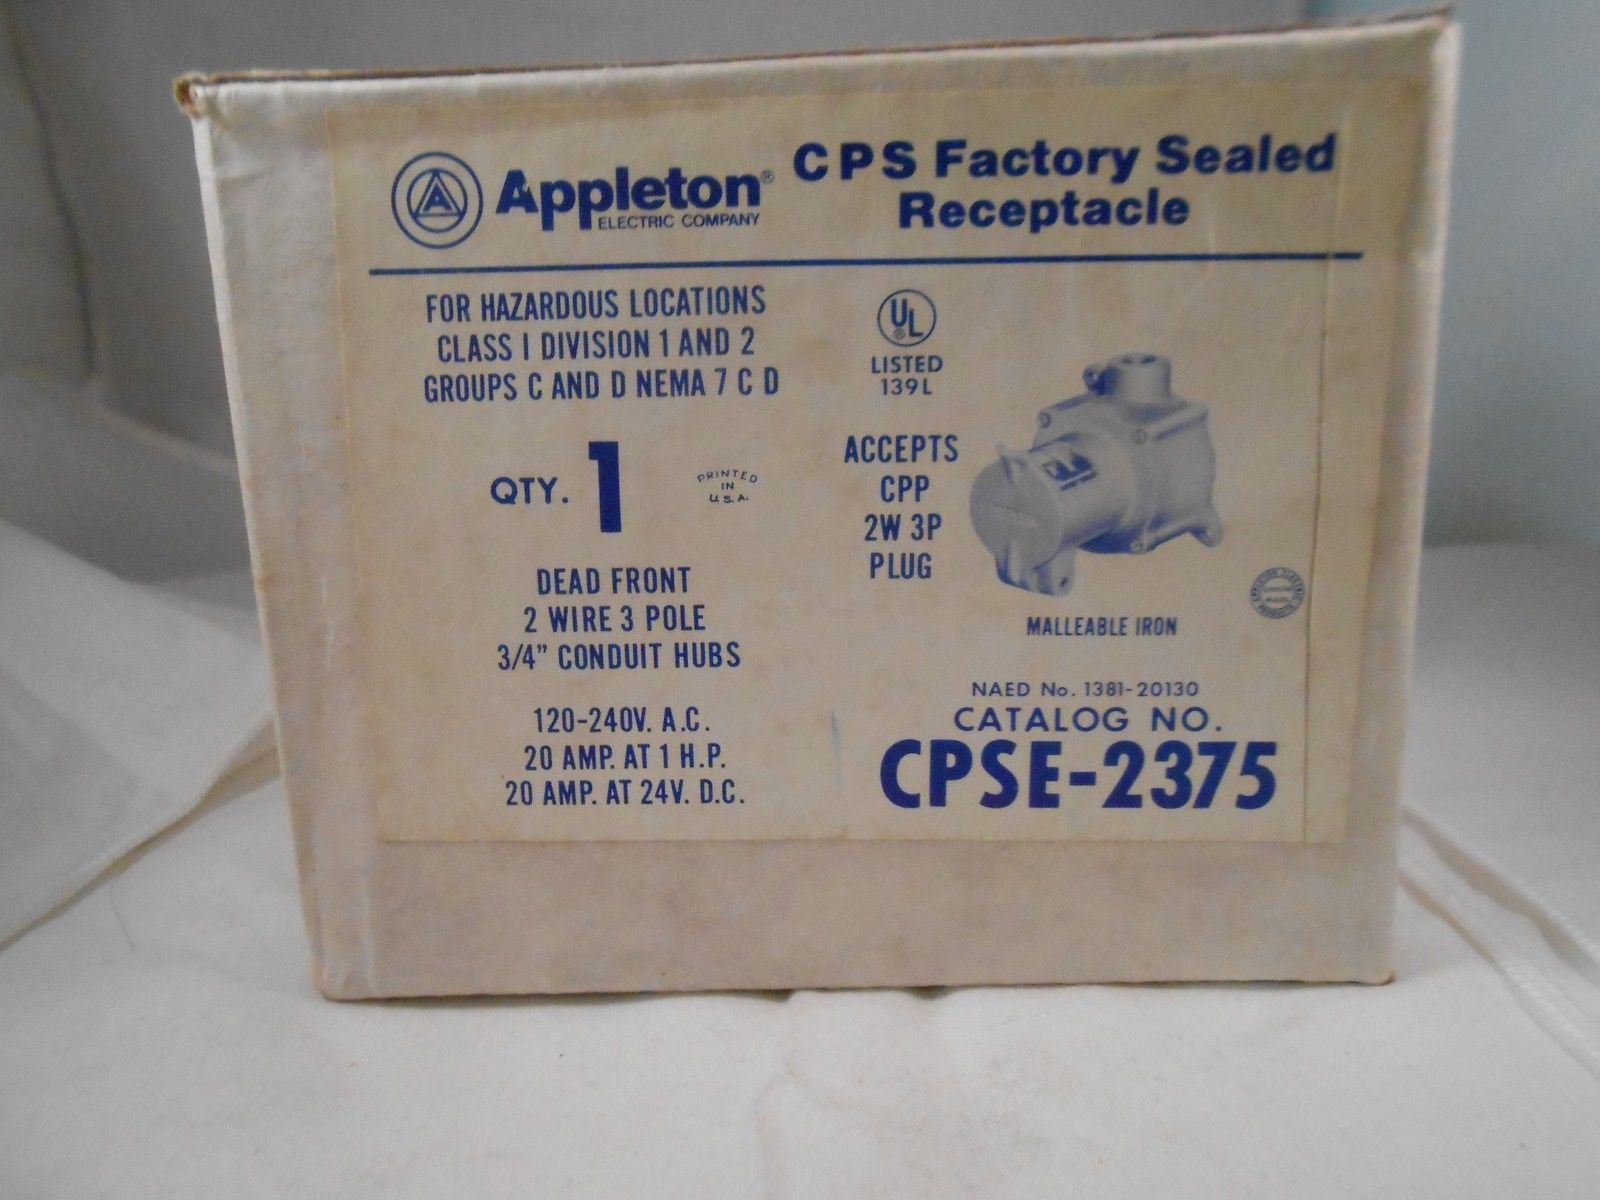 Appleton®
ELECTRIC COMPANY
CPS Factory Sealed
Receptacle
FOR HAZARDOUS LOCATIONS
CLASS I DIVISION 1 AND 2
GROUPS C AND D NEMA 7 C D
QTY. 1
PRINTED
IN
U.S.A.
DEAD FRONT
2 WIRE 3 POLE
3/4" CONDUIT HUBS
120-240V. A.C.
20 AMP. AT 1 H.P.
20 AMP. AT 24V. D.C.
UL®
LISTED
139L
ACCEPTS
CPP
2W 3P
PLUG
MALLEABLE IRON
NAED No. 1381-20130
CATALOG NO.
CPSE-2375